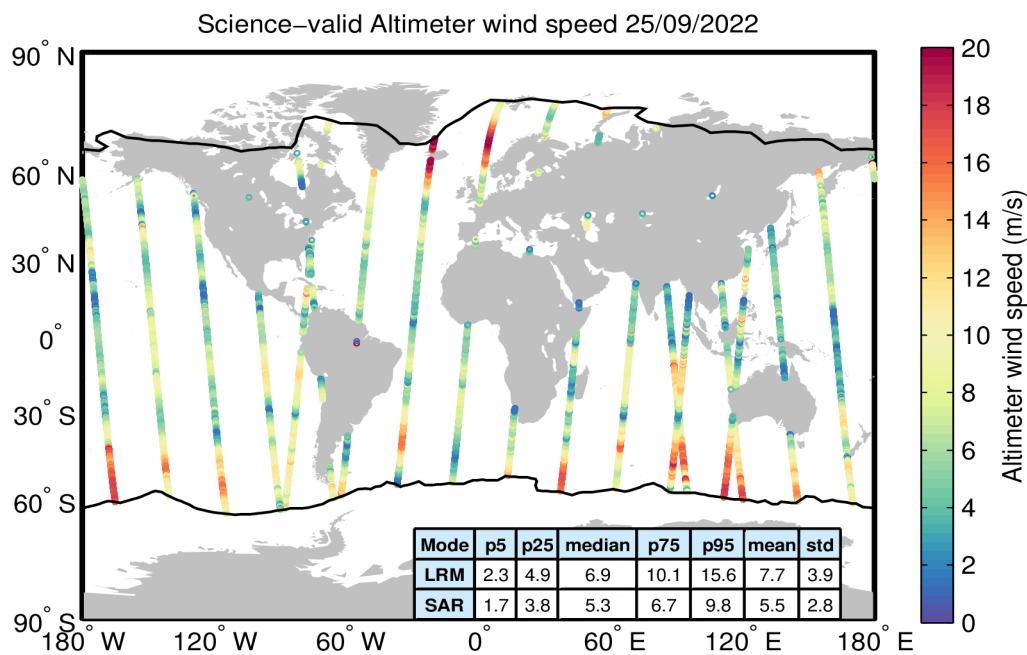 Science−valid Altimeter wind speed 25/09/2022
90° N
60° N
30° N
0°
30° S
60° S
90° S
180° W
120° W
60° W
0°
60° E
120° E
180° E
Mode p5 p25 median p75 p95 mean std
LRM 2.3 4.9 6.9 10.1 15.6 7.7 3.9
SAR 1.7 3.8 5.3 6.7 9.8 5.5 2.8
20
18
16
14
12
10
8
6
4
2
0
Altimeter wind speed (m/s)